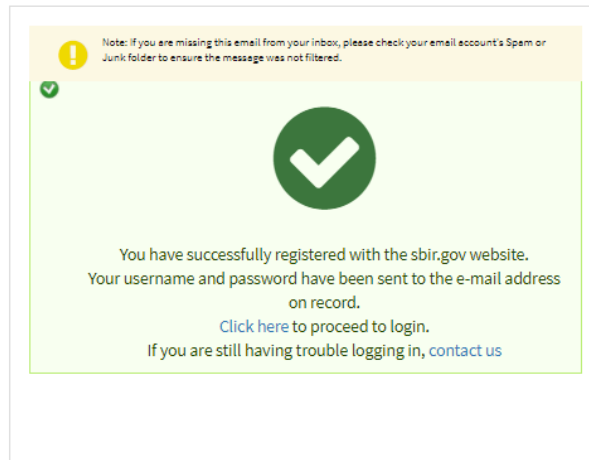 Note: If you are missing this email from your inbox, please check your email account's Spam or
Junk folder to ensure the message was not filtered.
You have successfully registered with the sbir.gov website.
Your username and password have been sent to the e-mail address
on record.
Click here to proceed to login.
If you are still having trouble logging in, contact us